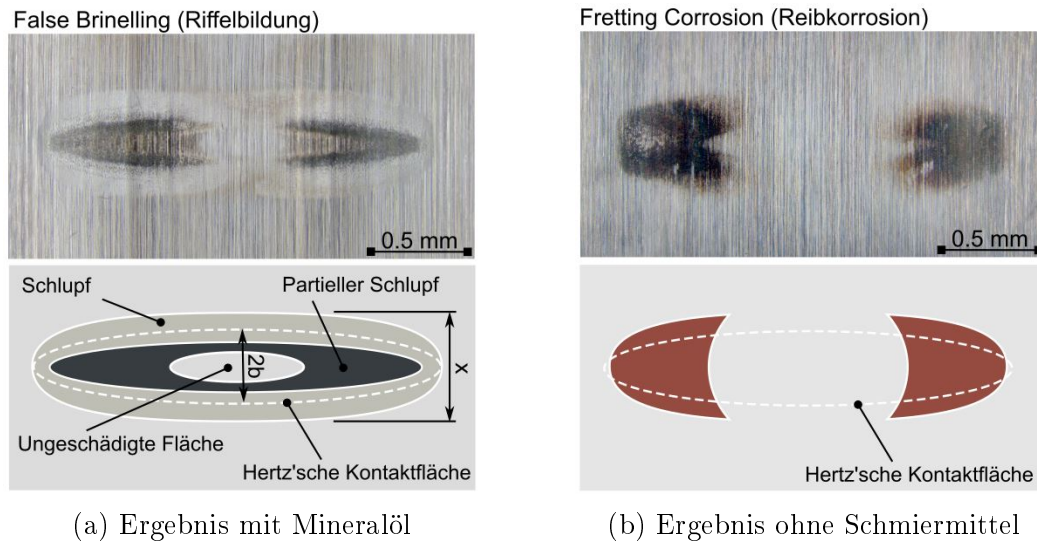 False Brinelling (Riffelbildung)
0.5 mm
Schlupf
Partieller Schlupf
2b
x
Ungeschädigte Fläche
Hertz'sche Kontaktfläche
(a) Ergebnis mit Mineralöl
Fretting Corrosion (Reibkorrosion)
0.5 mm
Hertz'sche Kontaktfläche
(b) Ergebnis ohne Schmiermittel